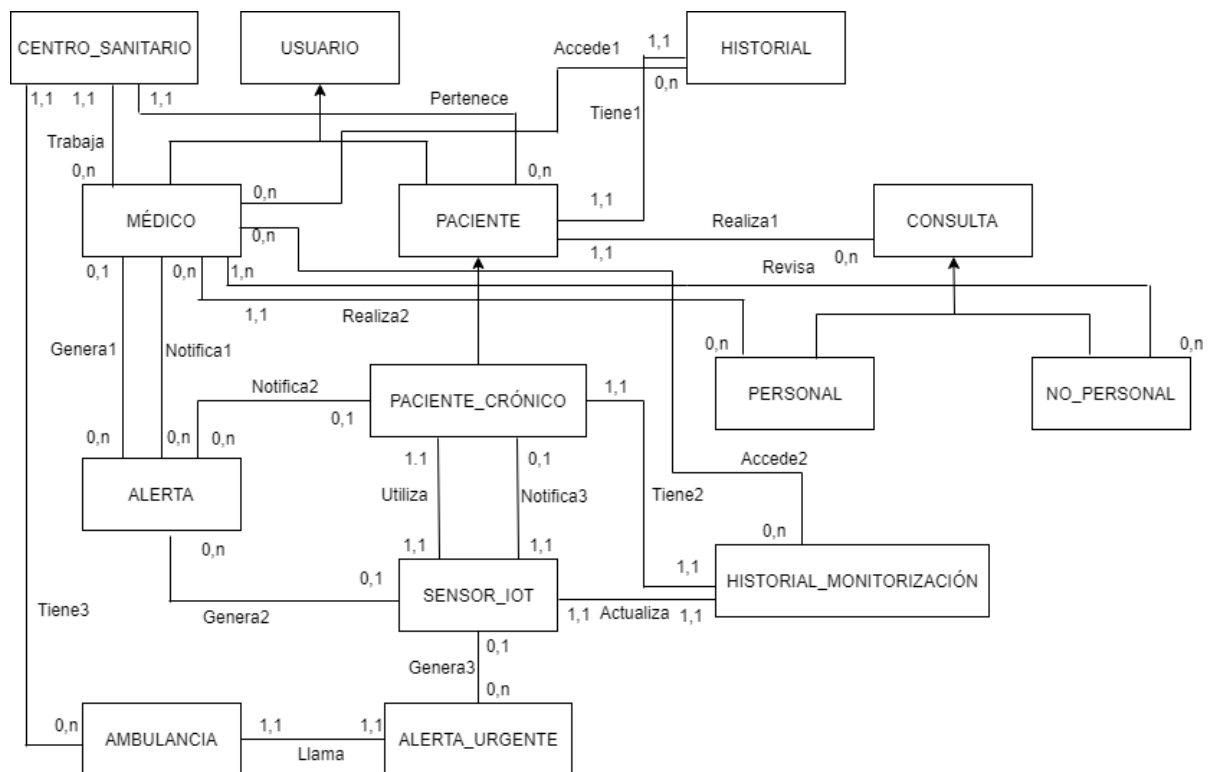 CENTRO_SANITARIO
USUARIO
Accede1
1,1
HISTORIAL
1,1
1,1
1,1
Pertenece
0,n
Tiene1
Trabaja
0,n
0,n
0,n
MÉDICO
PACIENTE
1,1
Realiza1
CONSULTA
0,n
1,1
0,n
0,1
0,n
1,n
Revisa
1,1
Realiza2
Genera1
Notifica1
0,n
0,n
Notifica2
PACIENTE_CRÓNICO
1,1
PERSONAL
NO_PERSONAL
0,1
0,n
0,n
0,n
1.1
0,1
Accede2
ALERTA
Utiliza
Notifica3
Tiene2
0,n
0,n
1,1
1,1
0,1
1,1
HISTORIAL_MONITORIZACIÓN
SENSOR_IOT
Tiene3
Genera2
1,1
Actualiza
1,1
0,1
Genera3
0,n
0,n
AMBULANCIA
1,1
1,1
ALERTA_URGENTE
Llama